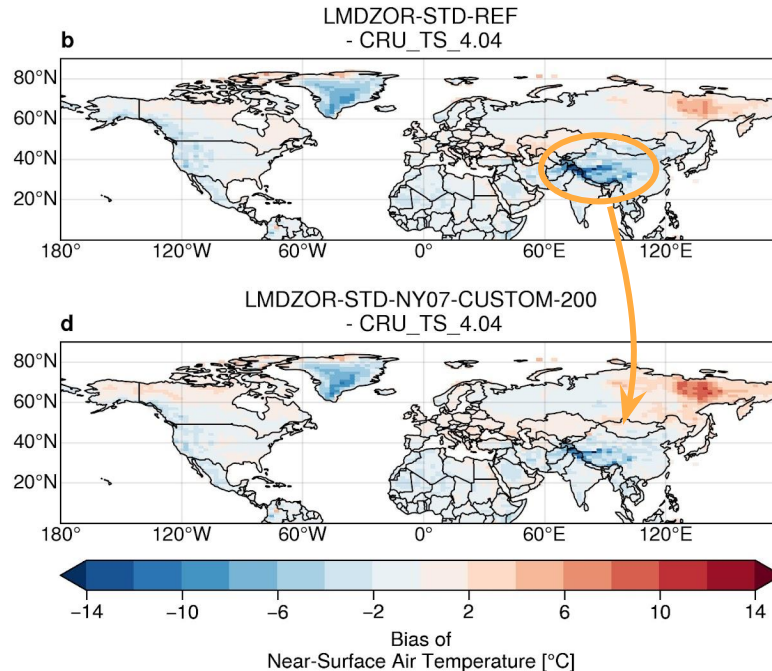 LMDZOR-STD-REF
b - CRU_TS_4.04
80°N
60°N
40°N
20°N
180° 120°W 60°W 0° 60°E 120°E
LMDZOR-STD-NY07-CUSTOM-200
d - CRU_TS_4.04
80°N
60°N
40°N
20°N
180° 120°W 60°W 0° 60°E 120°E
−14 −10 −6 −2 2 6 10 14
Bias of
Near-Surface Air Temperature [°C]